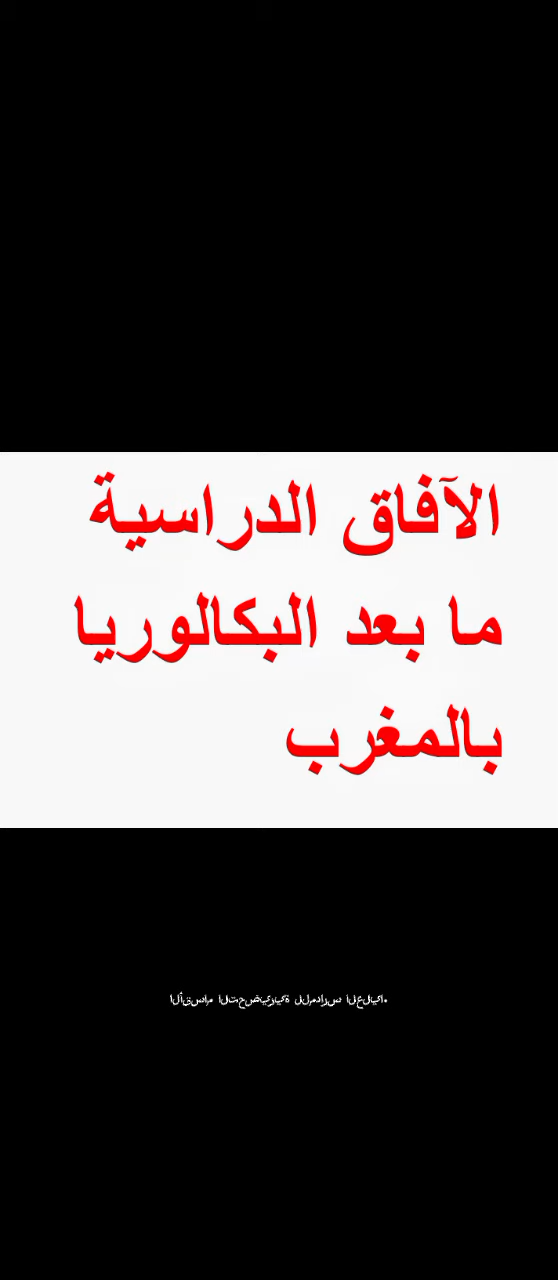 الآفاق الدراسية
ما بعد البكالوريا
بالمغرب
الأقسام التحضيرية للمدارس العليا.